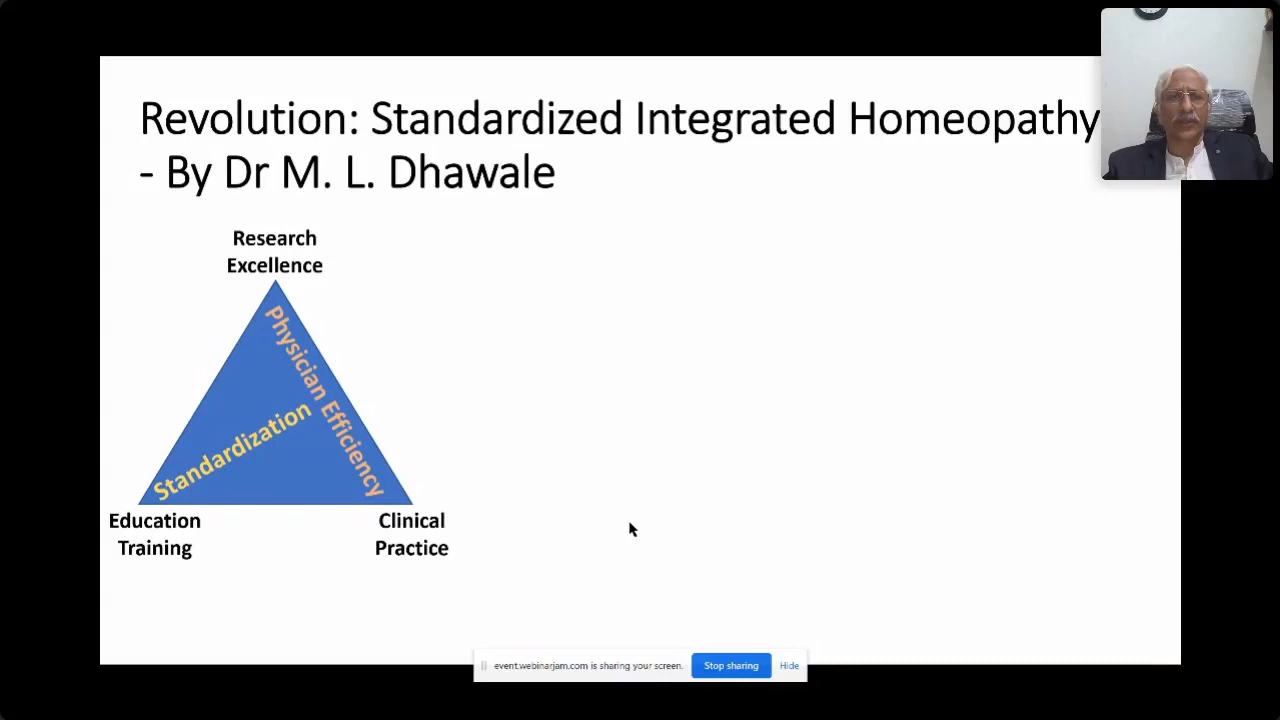 Revolution: Standardized Integrated Homeopathy
- By Dr M. L. Dhawale
Research
Excellence
Physician Efficiency
Standardization
Education
Training
Clinical
Practice
event.webinarjam.com is sharing your screen.
Stop sharing
Hide